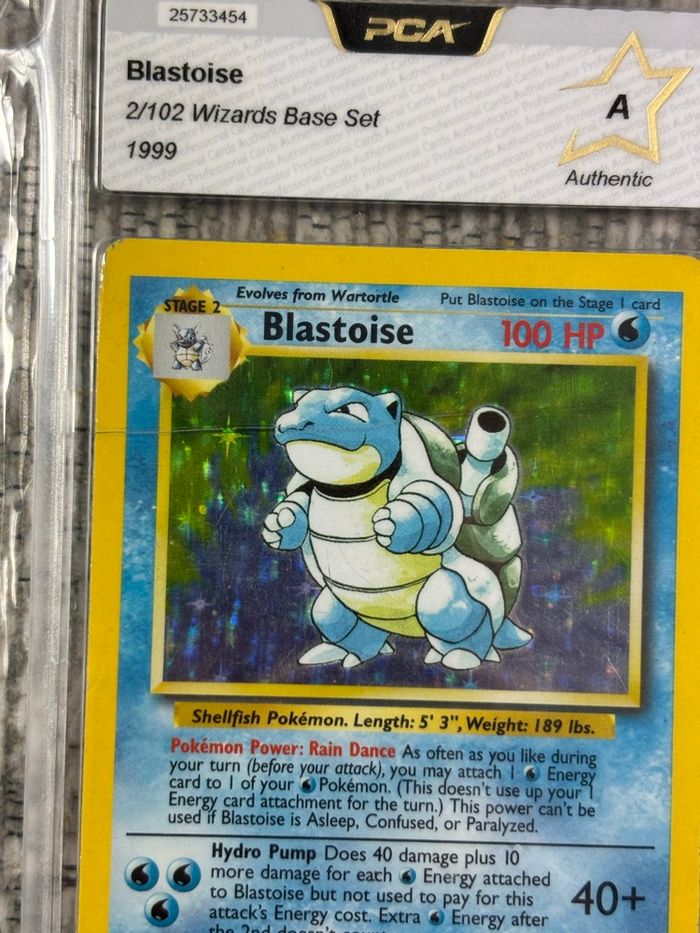 25733454
PCA
Blastoise
2/102 Wizards Base Set
1999
A
Authentic
Evolves from Wartortle
Put Blastoise on the Stage 1 card
STAGE 2
Blastoise
100 HP
Shellfish Pokémon. Length: 5' 3", Weight: 189 lbs.
Pokémon Power: Rain Dance As often as you like during
your turn (before your attack), you may attach 1 Energy
card to 1 of your Pokémon. (This doesn't use up your 1
Energy card attachment for the turn.) This power can't be
used if Blastoise is Asleep, Confused, or Paralyzed.
Hydro Pump Does 40 damage plus 10
more damage for each Energy attached
to Blastoise but not used to pay for this
attack's Energy cost. Extra Energy after
the 2nd doesn't count
40+